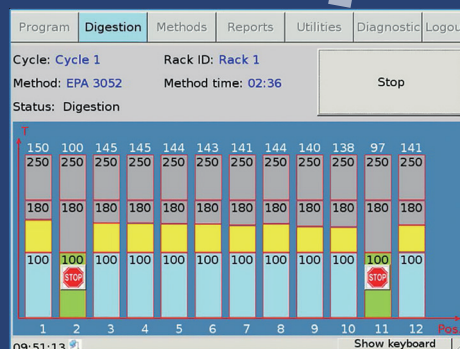 Program Digestion Methods Reports Utilities Diagnostic Logou
Cycle: Cycle 1 Rack ID: Rack 1
Method: EPA 3052 Method time: 02:36 Stop
Status: Digestion
T
150 100 145 145 144 143 141 144 140 138 97 141
250 250 250 250 250 250 250 250 250 250 250 250
180 180 180 180 180 180 180 180 180 180 180 180
100 100 100 100 100 100 100 100 100 100 100 100
STOP STOP
1 2 3 4 5 6 7 8 9 10 11 12 Pos
09:51:13 Show keyboard